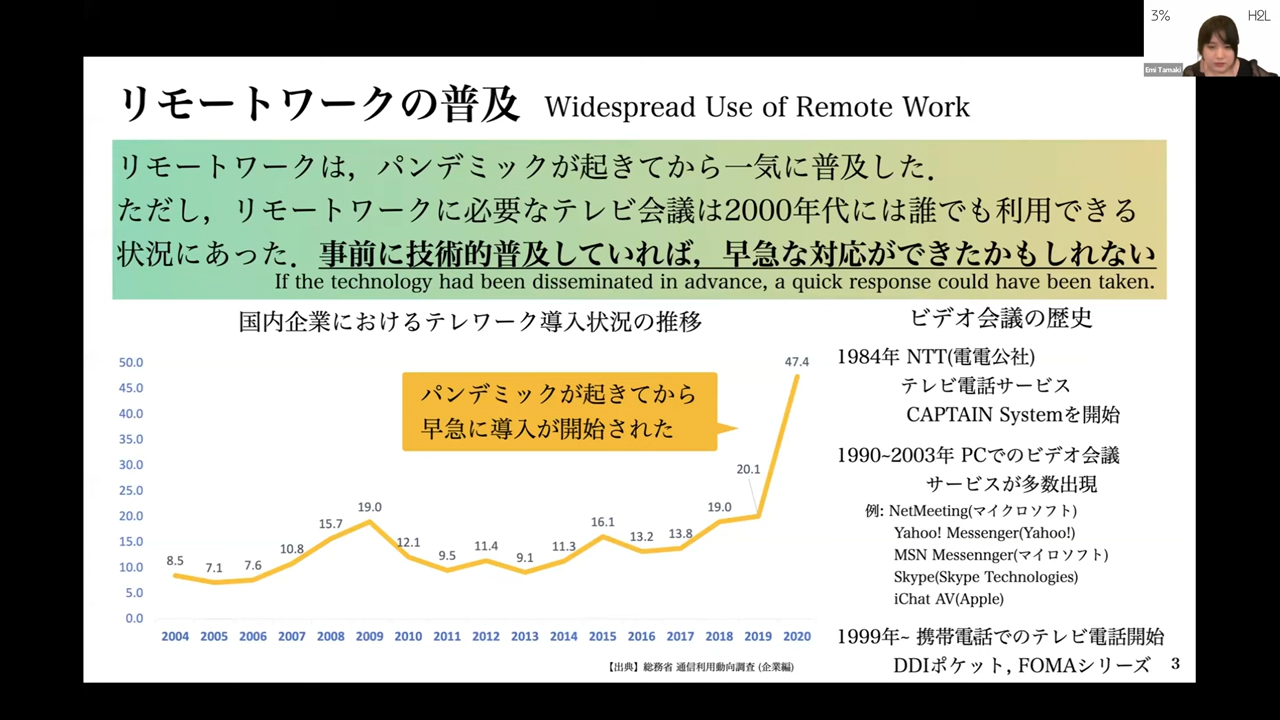 3%
H2L
Emi Tamaki
リモートワークの普及 Widespread Use of Remote Work
リモートワークは，パンデミックが起きてから一気に普及した．
ただし，リモートワークに必要なテレビ会議は2000年代には誰でも利用できる
状況にあった．事前に技術的普及していれば，早急な対応ができたかもしれない
If the technology had been disseminated in advance, a quick response could have been taken.
国内企業におけるテレワーク導入状況の推移
50.0
45.0
40.0
35.0
30.0
25.0
20.0
15.0
10.0
5.0
0.0
パンデミックが起きてから
早急に導入が開始された
8.5 7.1 7.6 10.8 15.7 19.0 12.1 9.5 11.4 9.1 11.3 16.1 13.2 13.8 19.0 20.1 47.4
2004 2005 2006 2007 2008 2009 2010 2011 2012 2013 2014 2015 2016 2017 2018 2019 2020
【出典】総務省 通信利用動向調査 (企業編)
ビデオ会議の歴史
1984年 NTT(電電公社)
テレビ電話サービス
CAPTAIN Systemを開始
1990~2003年 PCでのビデオ会議
サービスが多数出現
例: NetMeeting(マイクロソフト)
Yahoo! Messenger(Yahoo!)
MSN Messennger(マイロソフト)
Skype(Skype Technologies)
iChat AV(Apple)
1999年~ 携帯電話でのテレビ電話開始
DDIポケット, FOMAシリーズ
3